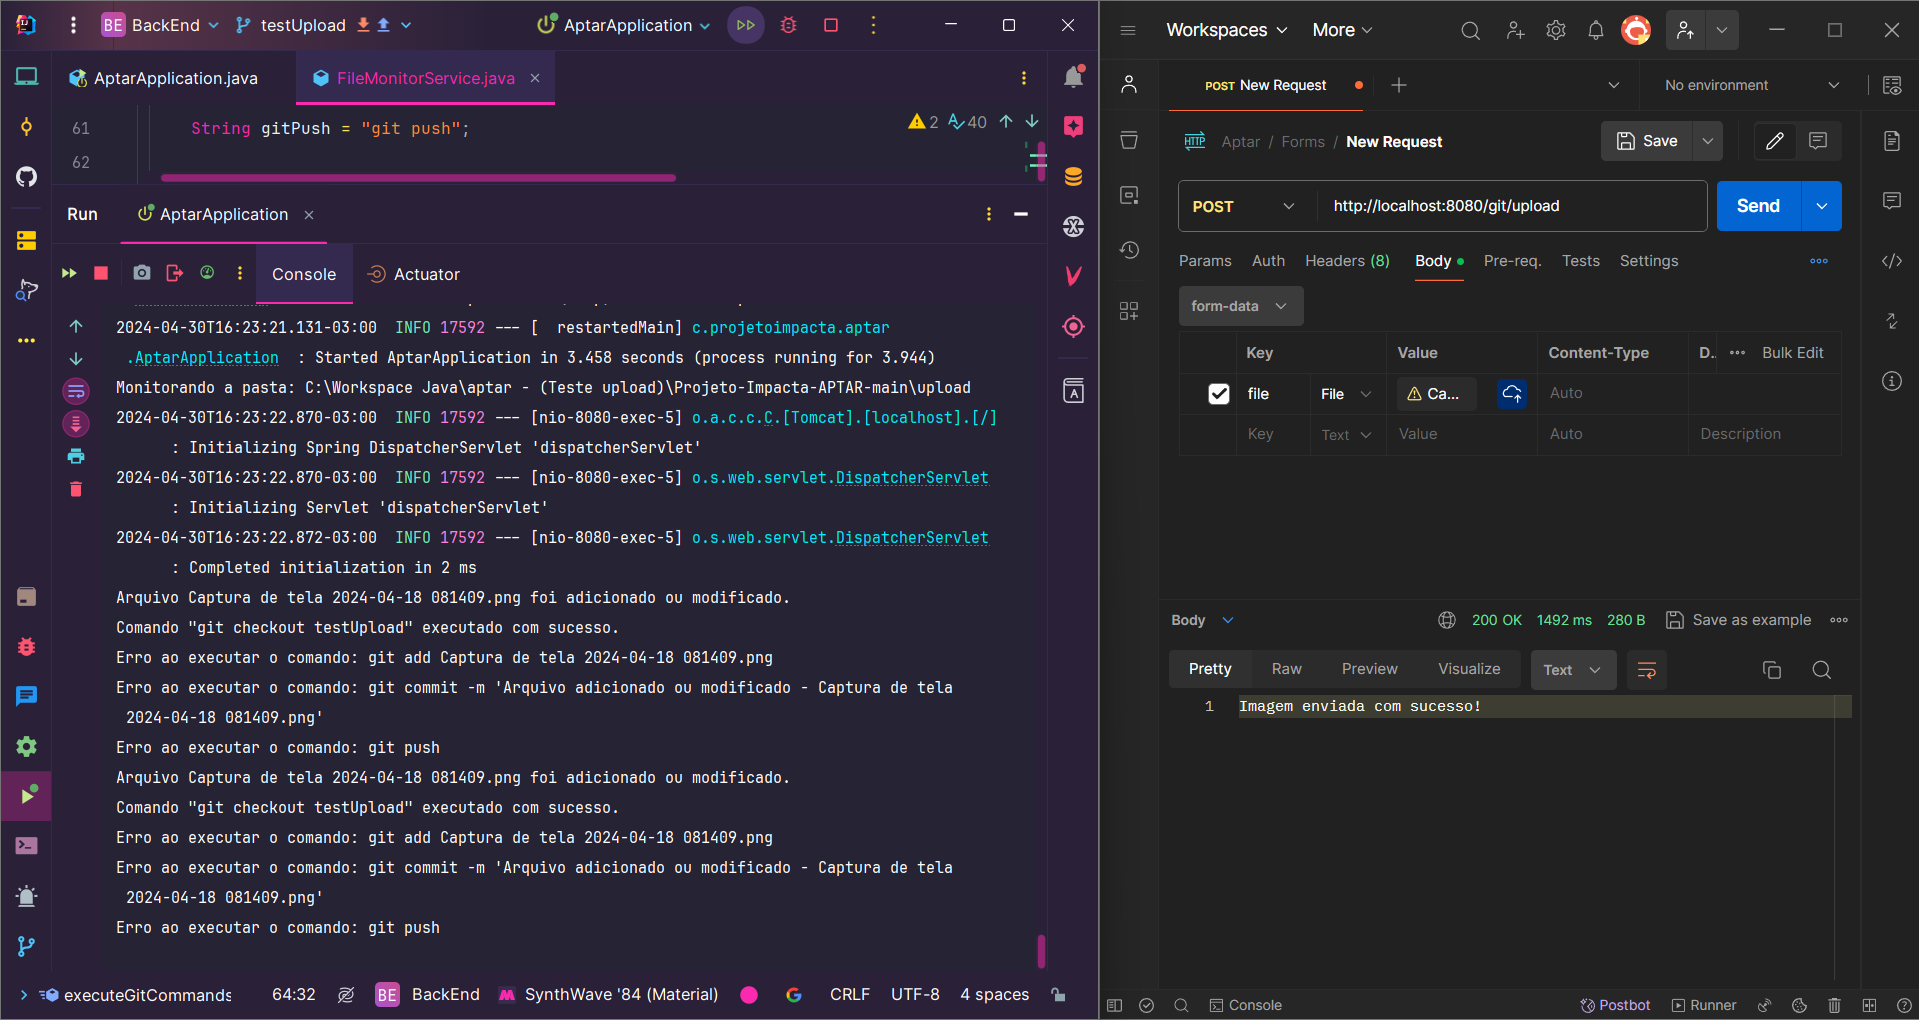 BE BackEnd
testUpload
AptarApplication
AptarApplication.java
FileMonitorService.java
61 String gitPush = "git push";
2 40
62
Run
AptarApplication
Console
Actuator
2024-04-30T16:23:21.131-03:00 INFO 17592 --- [ restartedMain] c.projetoimpacta.aptar
.AptarApplication : Started AptarApplication in 3.458 seconds (process running for 3.944)
Monitorando a pasta: C:\Workspace Java\aptar - (Teste upload)\Projeto-Impacta-APTAR-main\upload
2024-04-30T16:23:22.870-03:00 INFO 17592 --- [nio-8080-exec-5] o.a.c.c.C.[Tomcat].[localhost].[/]
: Initializing Spring DispatcherServlet 'dispatcherServlet'
2024-04-30T16:23:22.870-03:00 INFO 17592 --- [nio-8080-exec-5] o.s.web.servlet.DispatcherServlet
: Initializing Servlet 'dispatcherServlet'
2024-04-30T16:23:22.872-03:00 INFO 17592 --- [nio-8080-exec-5] o.s.web.servlet.DispatcherServlet
: Completed initialization in 2 ms
Arquivo Captura de tela 2024-04-18 081409.png foi adicionado ou modificado.
Comando "git checkout testUpload" executado com sucesso.
Erro ao executar o comando: git add Captura de tela 2024-04-18 081409.png
Erro ao executar o comando: git commit -m 'Arquivo adicionado ou modificado - Captura de tela
2024-04-18 081409.png'
Erro ao executar o comando: git push
Arquivo Captura de tela 2024-04-18 081409.png foi adicionado ou modificado.
Comando "git checkout testUpload" executado com sucesso.
Erro ao executar o comando: git add Captura de tela 2024-04-18 081409.png
Erro ao executar o comando: git commit -m 'Arquivo adicionado ou modificado - Captura de tela
2024-04-18 081409.png'
Erro ao executar o comando: git push
executeGitCommands
64:32
BE BackEnd
SynthWave '84 (Material)
CRLF
UTF-8
4 spaces
Workspaces
More
POST New Request
No environment
HTTP
Aptar / Forms / New Request
Save
POST
http://localhost:8080/git/upload
Send
Params Auth Headers (8) Body Pre-req. Tests Settings
form-data
Key Value Content-Type D.. Bulk Edit
file File Ca... Auto
Key Text Value Auto Description
Body
200 OK 1492 ms 280 B
Save as example
Pretty Raw Preview Visualize Text
1 Imagem enviada com sucesso!
Console
Postbot
Runner